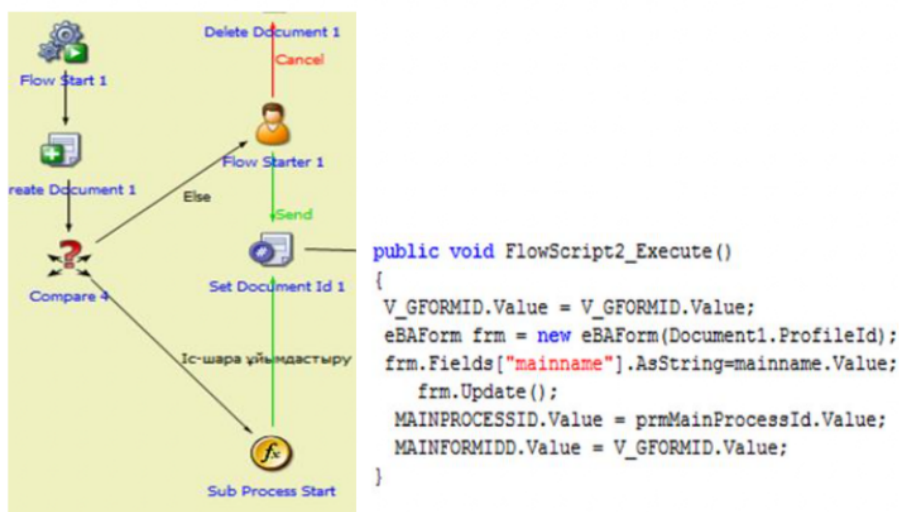 Delete Document 1
Cancel
Flow Start 1
Flow Starter 1
reate Document 1
Else
Send
Set Document Id 1
Compare 4
Іс-шара ұйымдастыру
Sub Process Start
public void FlowScript2_Execute()
{
V_GFORMID.Value = V_GFORMID.Value;
eBAForm frm = new eBAForm(Document1.ProfileId);
frm.Fields["mainname"].AsString=mainname.Value;
frm.Update();
MAINPROCESSID.Value = prmMainProcessId.Value;
MAINFORMIDD.Value = V_GFORMID.Value;
}